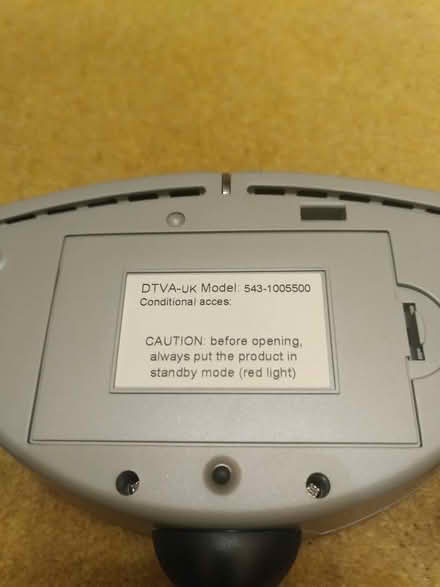 DTVA-UK Model: 543-1005500
Conditional acces:
CAUTION: before opening,
always put the product in
standby mode (red light)